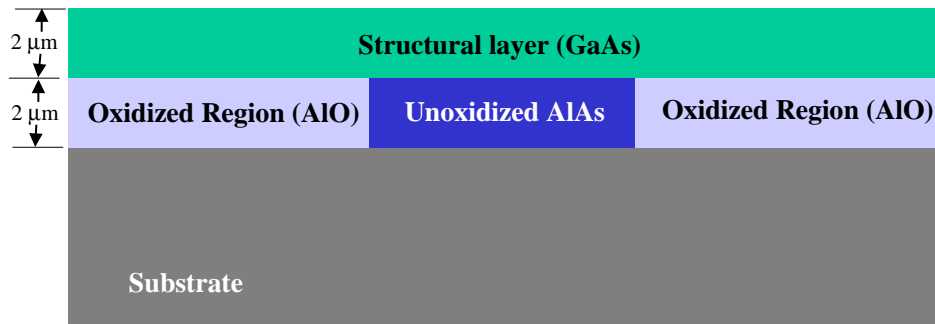 2 μm
Structural layer (GaAs)
2 μm
Oxidized Region (AlO)
Unoxidized AlAs
Oxidized Region (AlO)
Substrate